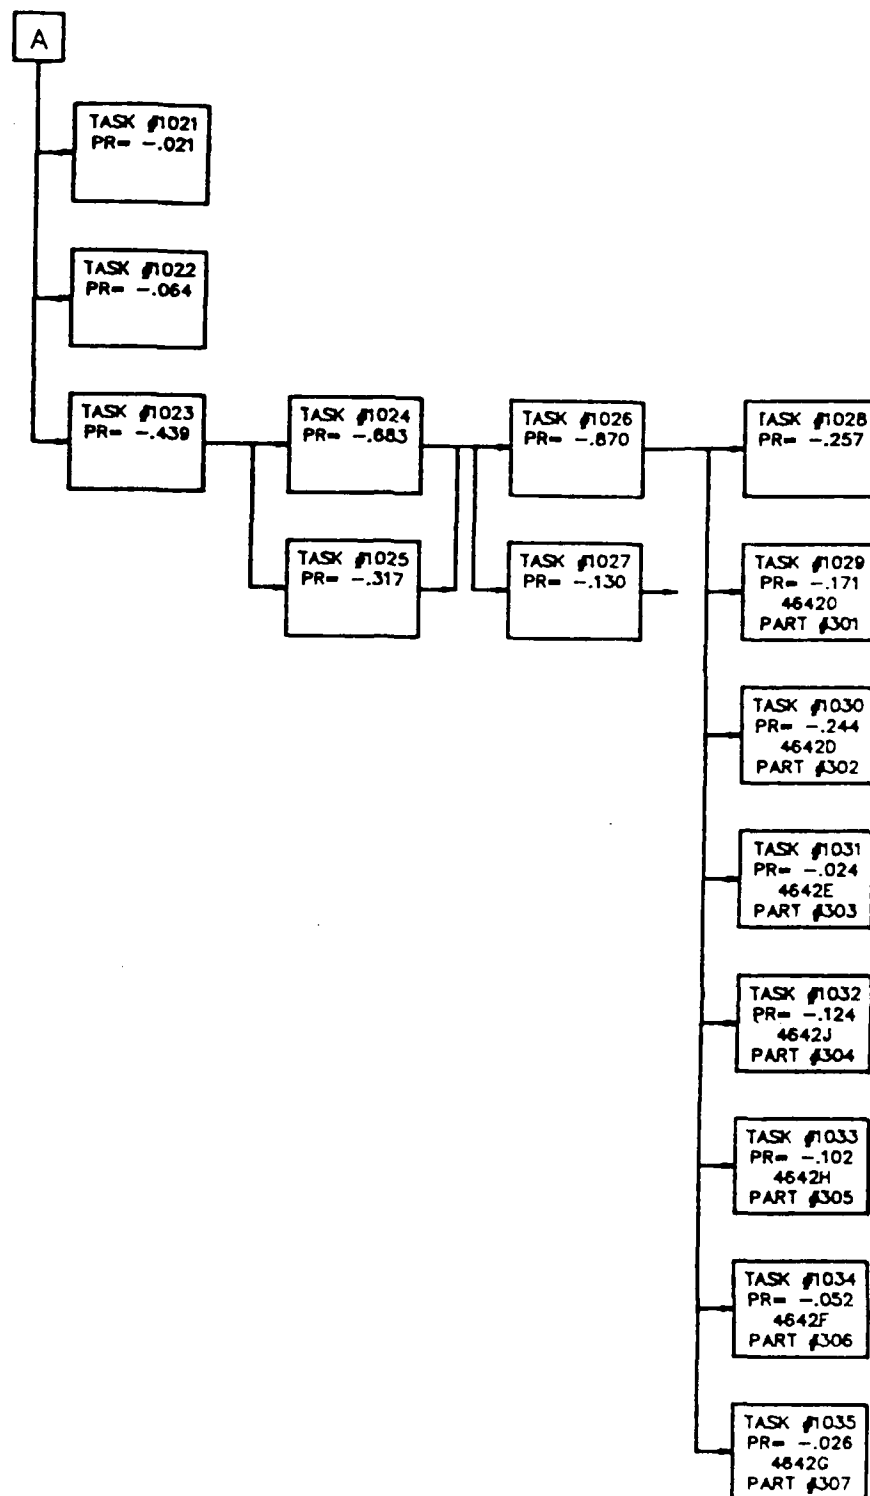 A
TASK #1021
PR= -.021
TASK #1022
PR= -.064
TASK #1023
PR= -.439
TASK #1024
PR= -.683
TASK #1026
PR= -.870
TASK #1028
PR= -.257
TASK #1025
PR= -.317
TASK #1027
PR= -.130
TASK #1029
PR= -.171
4642D
PART #301
TASK #1030
PR= -.244
4642D
PART #302
TASK #1031
PR= -.024
4642E
PART #303
TASK #1032
PR= -.124
4642J
PART #304
TASK #1033
PR= -.102
4642H
PART #305
TASK #1034
PR= -.052
4642F
PART #306
TASK #1035
PR= -.026
4642G
PART #307